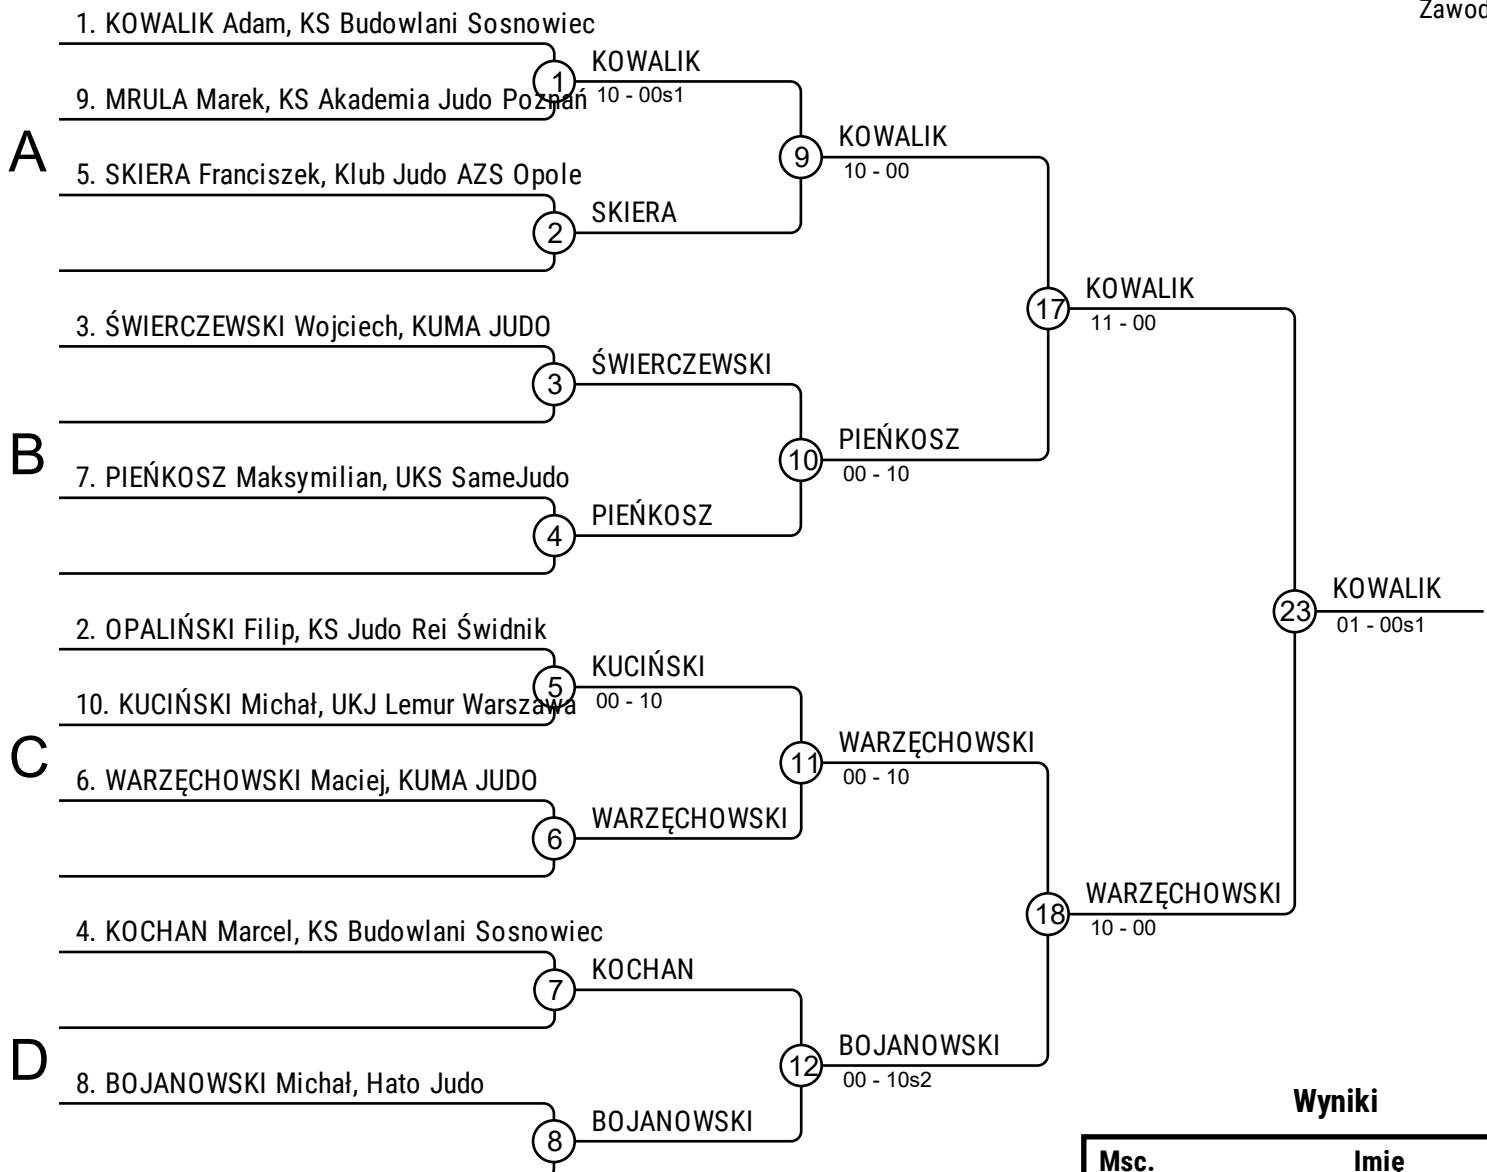 Zawod
1. KOWALIK Adam, KS Budowlani Sosnowiec
9. MRULA Marek, KS Akademia Judo Poznań
1
KOWALIK
10 - 00s1
A
5. SKIERA Franciszek, Klub Judo AZS Opole
2
SKIERA
9
KOWALIK
10 - 00
3. ŚWIERCZEWSKI Wojciech, KUMA JUDO
3
ŚWIERCZEWSKI
B
7. PIEŃKOSZ Maksymilian, UKS SameJudo
4
PIEŃKOSZ
10
PIEŃKOSZ
00 - 10
17
KOWALIK
11 - 00
2. OPALIŃSKI Filip, KS Judo Rei Świdnik
10. KUCIŃSKI Michał, UKJ Lemur Warszawa
5
KUCIŃSKI
00 - 10
C
6. WARZĘCHOWSKI Maciej, KUMA JUDO
6
WARZĘCHOWSKI
11
WARZĘCHOWSKI
00 - 10
4. KOCHAN Marcel, KS Budowlani Sosnowiec
7
KOCHAN
D
8. BOJANOWSKI Michał, Hato Judo
8
BOJANOWSKI
12
BOJANOWSKI
00 - 10s2
18
WARZĘCHOWSKI
10 - 00
23
KOWALIK
01 - 00s1
Wyniki
Msc. Imię